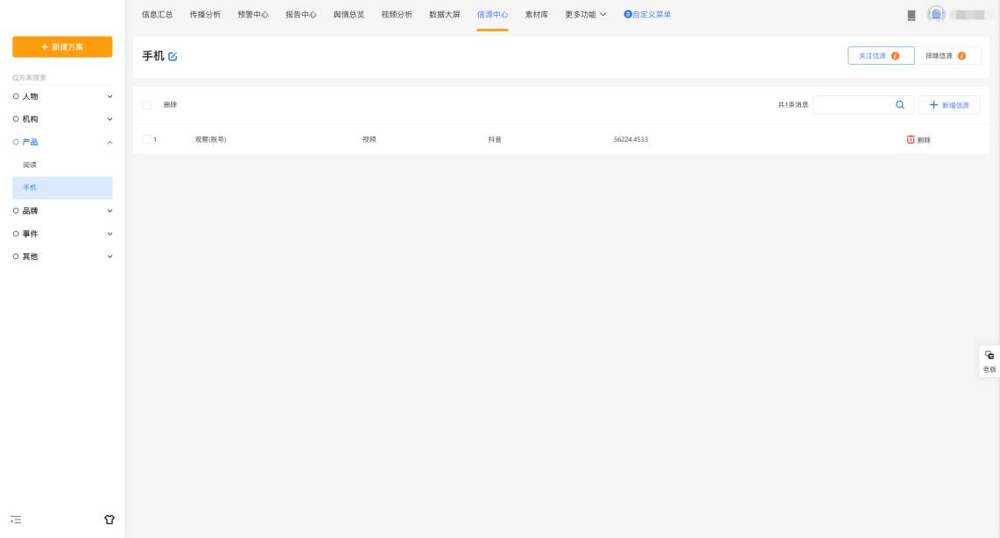 信息汇总 传播分析 预警中心 报告中心 舆情总览 视频分析 数据大屏 信源中心 素材库 更多功能 自定义菜单
+ 新建方案
方案搜索
人物
机构
产品
阅读
手机
品牌
事件
其他
手机
关注信源 排除信源
删除 共1条消息 + 新增信源
1 观察(账号) 视频 抖音 56224.4533 删除
老版